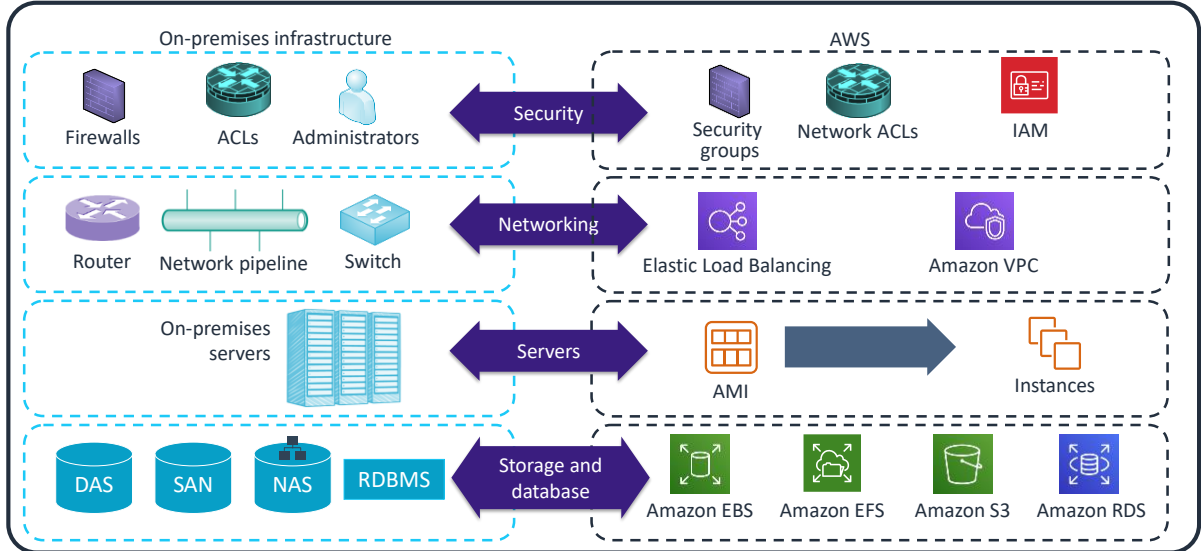 On-premises infrastructure
AWS
Firewalls
ACLs
Administrators
Security
Security
groups
Network ACLs
IAM
Router
Network pipeline
Switch
Networking
Elastic Load Balancing
Amazon VPC
On-premises
servers
Servers
AMI
Instances
DAS
SAN
NAS
RDBMS
Storage and
database
Amazon EBS
Amazon EFS
Amazon S3
Amazon RDS